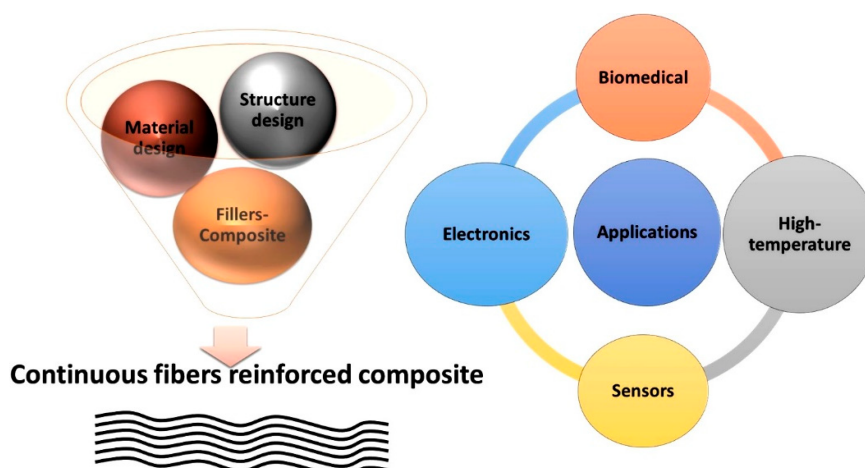 Structure
design
Material
design
Fillers-
Composite
Continuous fibers reinforced composite
Biomedical
Electronics
Applications
High-
temperature
Sensors